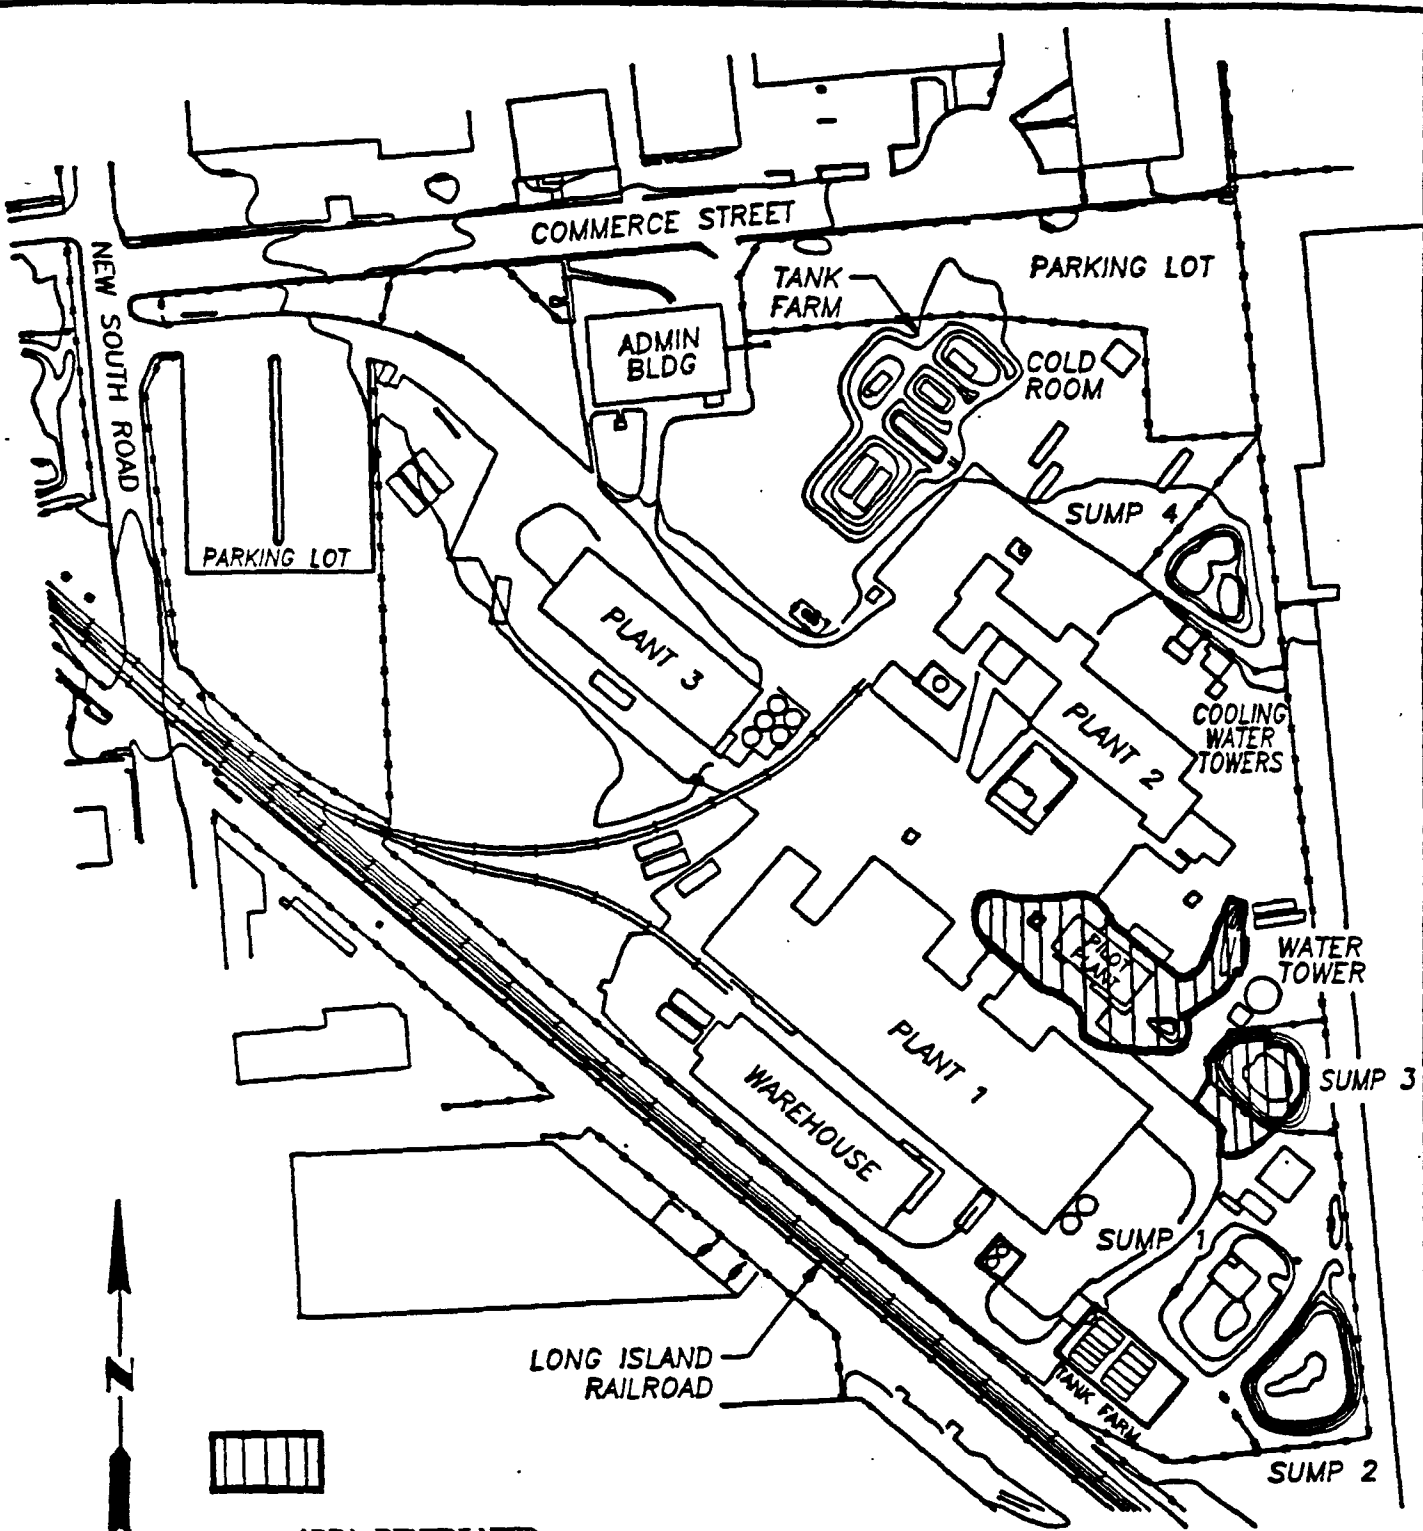 COMMERCE STREET
NEW SOUTH ROAD
TANK
FARM
PARKING LOT
ADMIN
BLDG
COLD
ROOM
SUMP 4
PARKING LOT
PLANT 3
PLANT 2
COOLING
WATER
TOWERS
PILOT
PLANT
WATER
TOWER
PLANT 1
SUMP 3
WAREHOUSE
SUMP 1
LONG ISLAND
RAILROAD
TANK FARM
N
SUMP 2